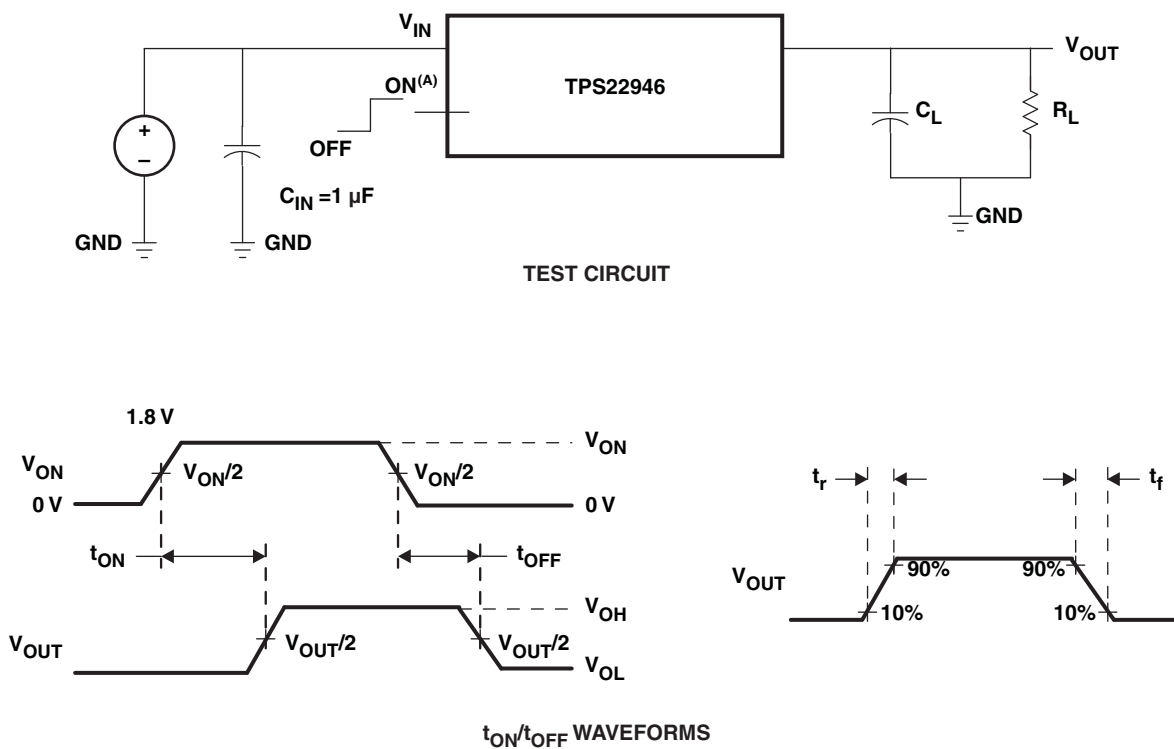 V_IN
V_OUT
ON(A)
TPS22946
+
C_L
R_L
–
OFF
C_IN =1 µF
GND
GND
GND
TEST CIRCUIT
1.8 V
V_ON
V_ON
V_ON/2
V_ON/2
0 V
0 V
t_r
t_f
t_ON
t_OFF
V_OUT
90%
90%
10%
10%
V_OH
V_OUT
V_OUT/2
V_OUT/2
V_OL
t_ON/t_OFF WAVEFORMS